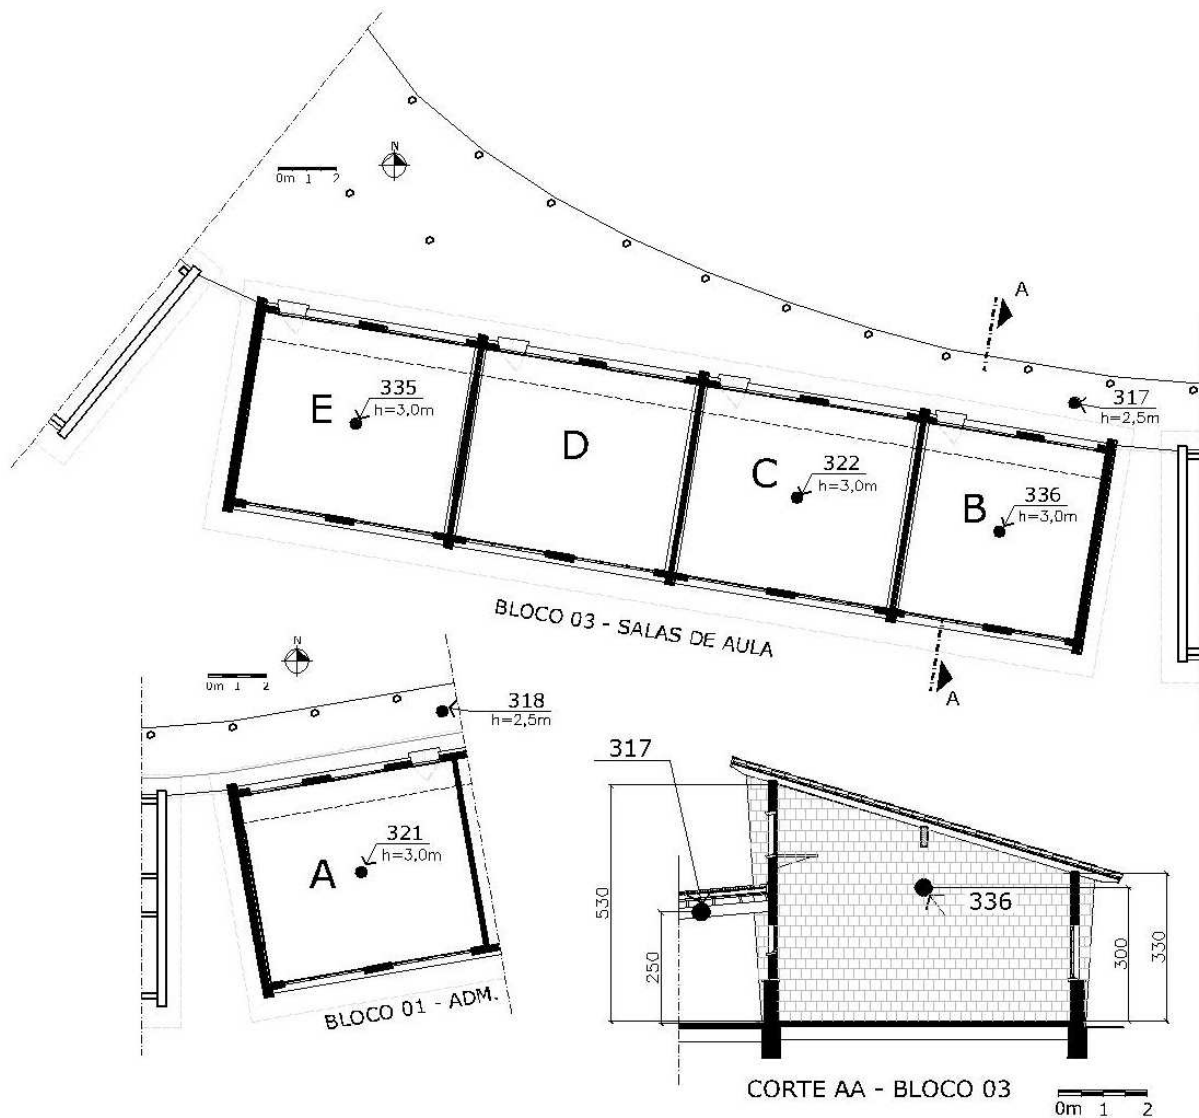 N
0m 1 2
A
335
h=3,0m
E
D
317
h=2,5m
C
322
h=3,0m
B
336
h=3,0m
BLOCO 03 - SALAS DE AULA
A
N
0m 1 2
318
h=2,5m
321
h=3,0m
A
BLOCO 01 - ADM.
317
530
250
336
300
330
CORTE AA - BLOCO 03
0m 1 2